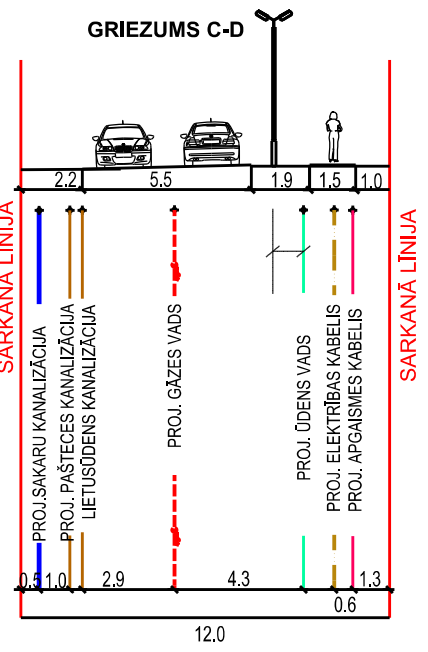 GRIEZUMS C-D
2.2
5.5
1.9
1.5
1.0
SARKANĀ LĪNIJA
PROJ.SAKARU KANALIZĀCIJA
PROJ. PAŠTECES KANALIZĀCIJA
LIETUSŪDENS KANALIZĀCIJA
PROJ. GĀZES VADS
PROJ. ŪDENS VADS
PROJ. ELEKTRĪBAS KABELIS
PROJ. APGAISMES KABELIS
SARKANĀ LĪNIJA
0.5
1.0
2.9
4.3
1.3
0.6
12.0